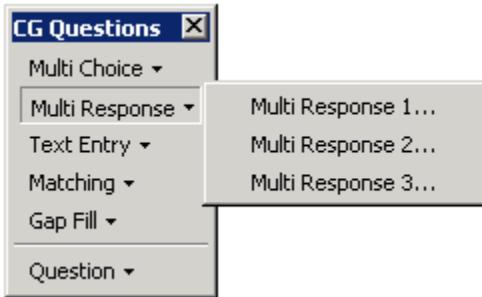 CG Questions
Multi Choice
Multi Response
Multi Response 1...
Multi Response 2...
Multi Response 3...
Text Entry
Matching
Gap Fill
Question